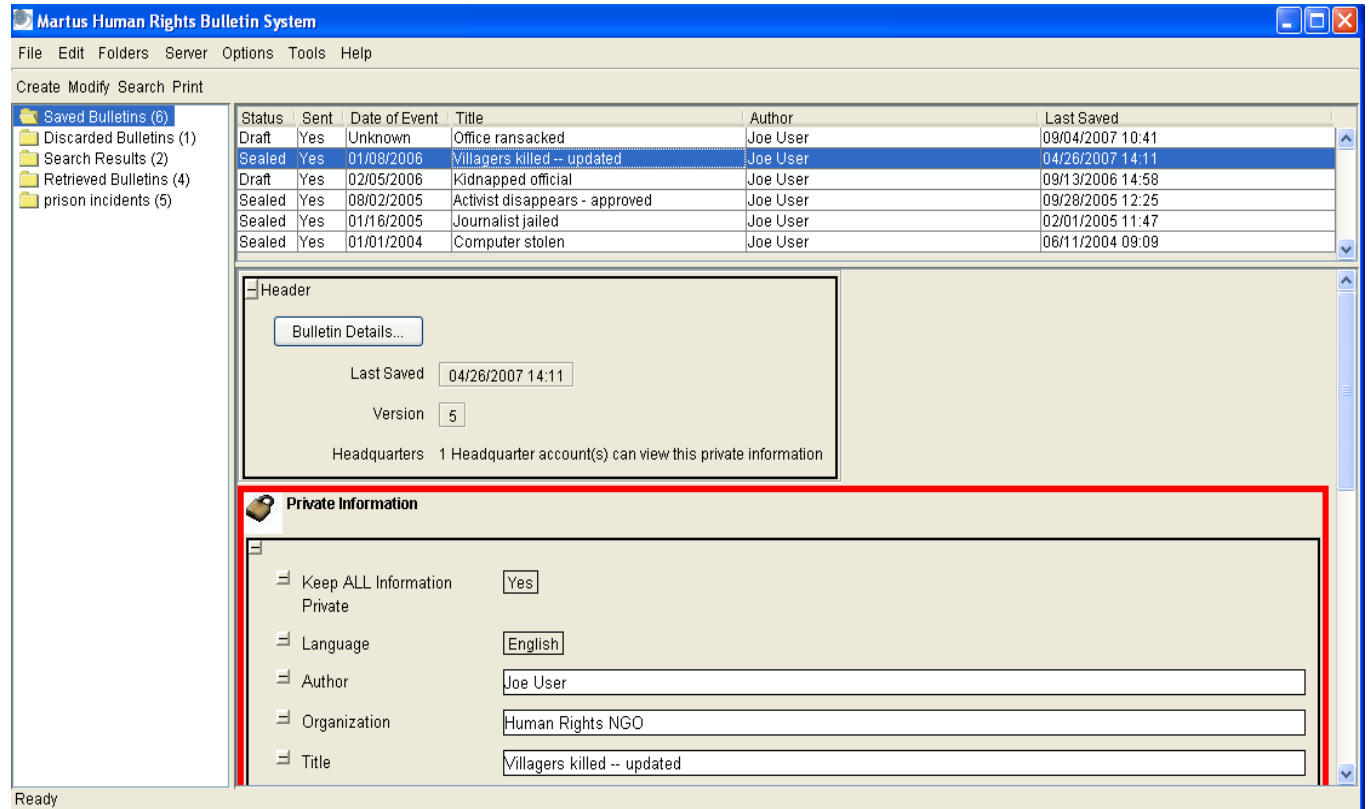 Martus Human Rights Bulletin System
File Edit Folders Server Options Tools Help
Create Modify Search Print
Saved Bulletins (6)
Discarded Bulletins (1)
Search Results (2)
Retrieved Bulletins (4)
prison incidents (5)
Status Sent Date of Event Title Author Last Saved
Draft Yes Unknown Office ransacked Joe User 09/04/2007 10:41
Sealed Yes 01/08/2006 Villagers killed -- updated Joe User 04/26/2007 14:11
Draft Yes 02/05/2006 Kidnapped official Joe User 09/13/2006 14:58
Sealed Yes 08/02/2005 Activist disappears - approved Joe User 09/28/2005 12:25
Sealed Yes 01/16/2005 Journalist jailed Joe User 02/01/2005 11:47
Sealed Yes 01/01/2004 Computer stolen Joe User 06/11/2004 09:09
Header
Bulletin Details...
Last Saved 04/26/2007 14:11
Version 5
Headquarters 1 Headquarter account(s) can view this private information
Private Information
Keep ALL Information Yes
Private
Language English
Author Joe User
Organization Human Rights NGO
Title Villagers killed -- updated
Ready